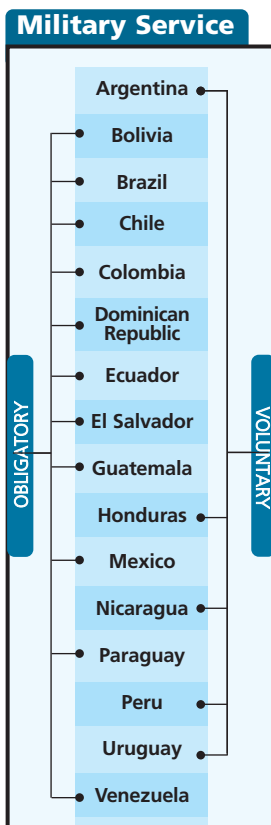 Military Service
Argentina
Bolivia
Brazil
Chile
Colombia
Dominican
Republic
Ecuador
El Salvador
Guatemala
Honduras
Mexico
Nicaragua
Paraguay
Peru
Uruguay
Venezuela
OBLIGATORY
VOLUNTARY